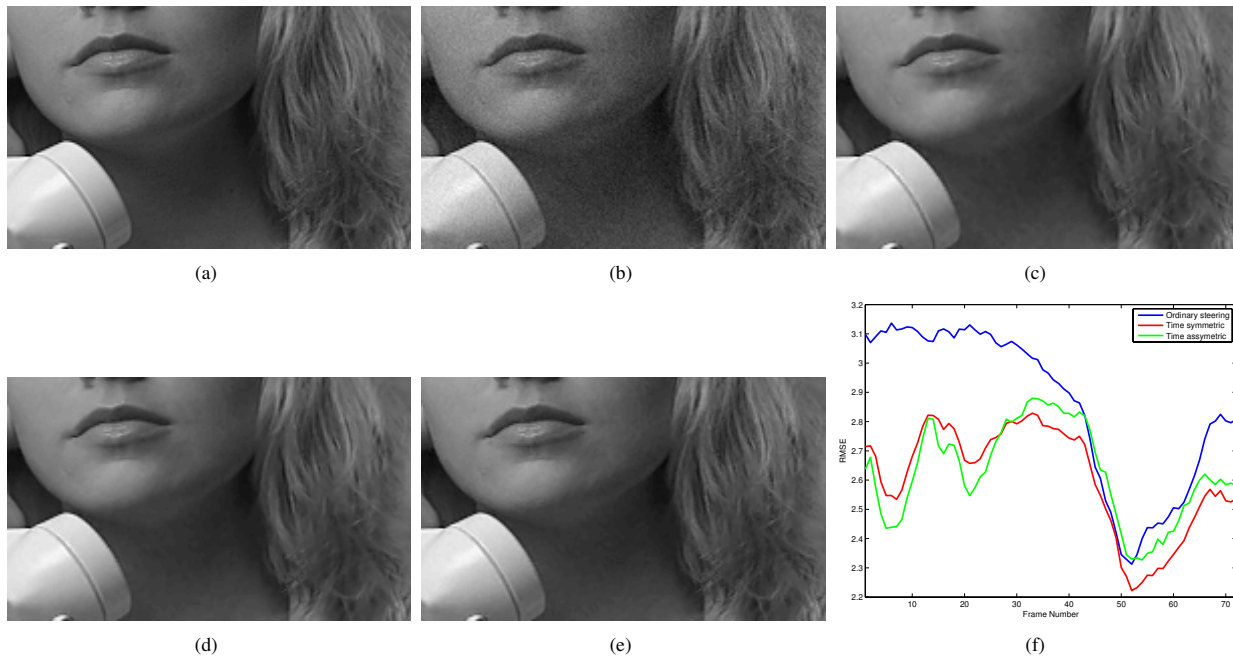 (a)
(b)
(c)
(d)
(e)
3.2
3.1
3
2.9
2.8
2.7
2.6
2.5
2.4
2.3
2.2
RMSE
Ordinary steering
Time symmetric
Time assymetric
10
20
30
40
50
60
70
Frame Number
(f)